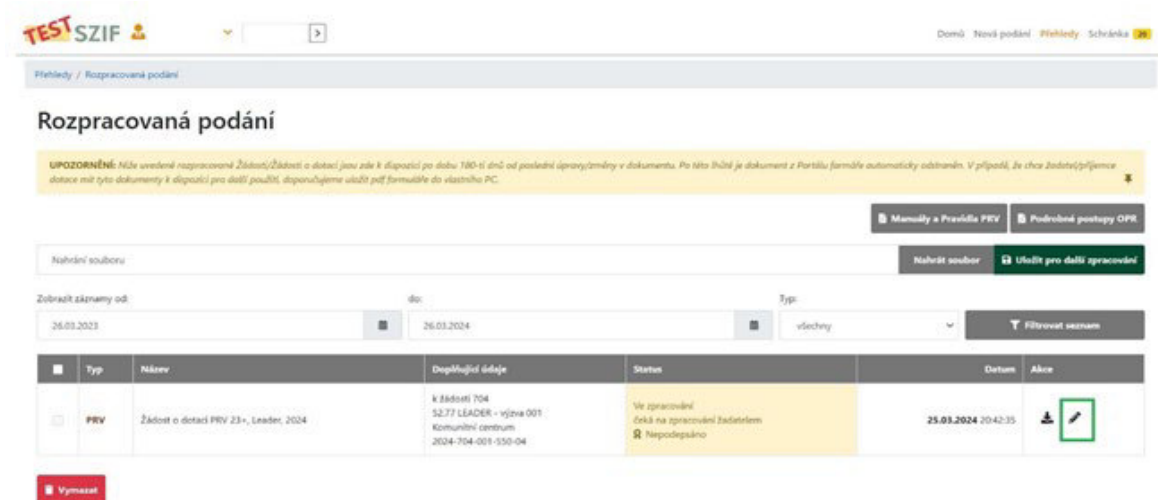 TEST SZIF
Domů Nová podání Přehledy Schránka 26
Přehledy / Rozpracovaná podání
Rozpracovaná podání
UPOZORNĚNÍ: Níže uvedené rozpracované Žádosti/Žádosti o dotaci jsou zde k dispozici po dobu 180-ti dnů od poslední úpravy/změny v dokumentu. Po této lhůtě je dokument z Portálu farmáře automaticky odstraněn. V případě, že chce žadatel/příjemce
dotace mít tyto dokumenty k dispozici pro další použití, doporučujeme uložit pdf formuláře do vlastního PC.
Manuály a Pravidla PRV Podrobné postupy OPR
Nahrání souboru Nahrát soubor Uložit pro další zpracování
Zobrazit záznamy od: do: Typ:
26.03.2023 26.03.2024 všechny Filtrovat seznam
Typ Název Doplňující údaje Status Datum Akce
k žádosti 704
52.77 LEADER - výzva 001
Komunitní centrum
2024-704-001-550-04
PRV Žádost o dotaci PRV 23+, Leader, 2024
Ve zpracování
čeká na zpracování žadatelem
Nepodepsáno
25.03.2024 20:42:35
Vymazat